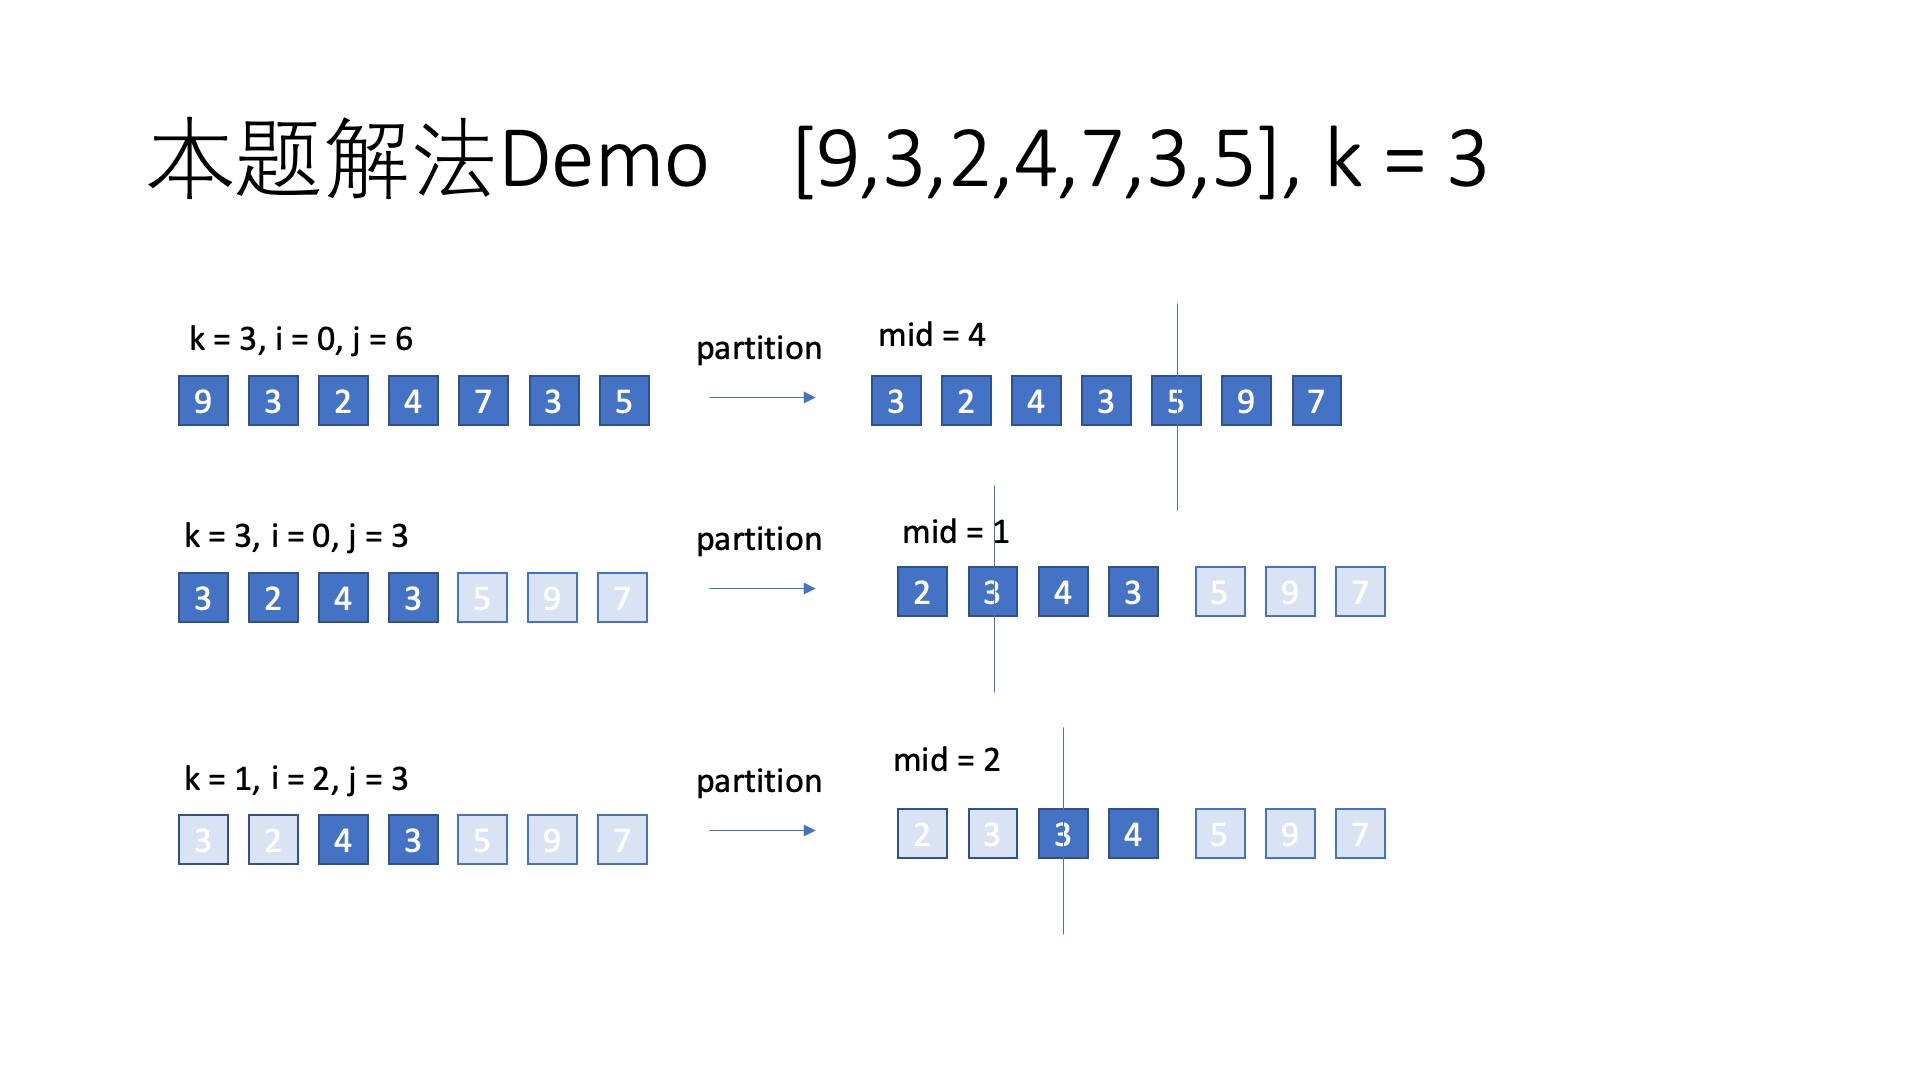 本题解法Demo [9,3,2,4,7,3,5], k = 3
k = 3, i = 0, j = 6
partition
mid = 4
9 3 2 4 7 3 5
3 2 4 3 5 9 7
k = 3, i = 0, j = 3
partition
mid = 1
3 2 4 3 5 9 7
2 3 4 3 5 9 7
k = 1, i = 2, j = 3
partition
mid = 2
3 2 4 3 5 9 7
2 3 3 4 5 9 7